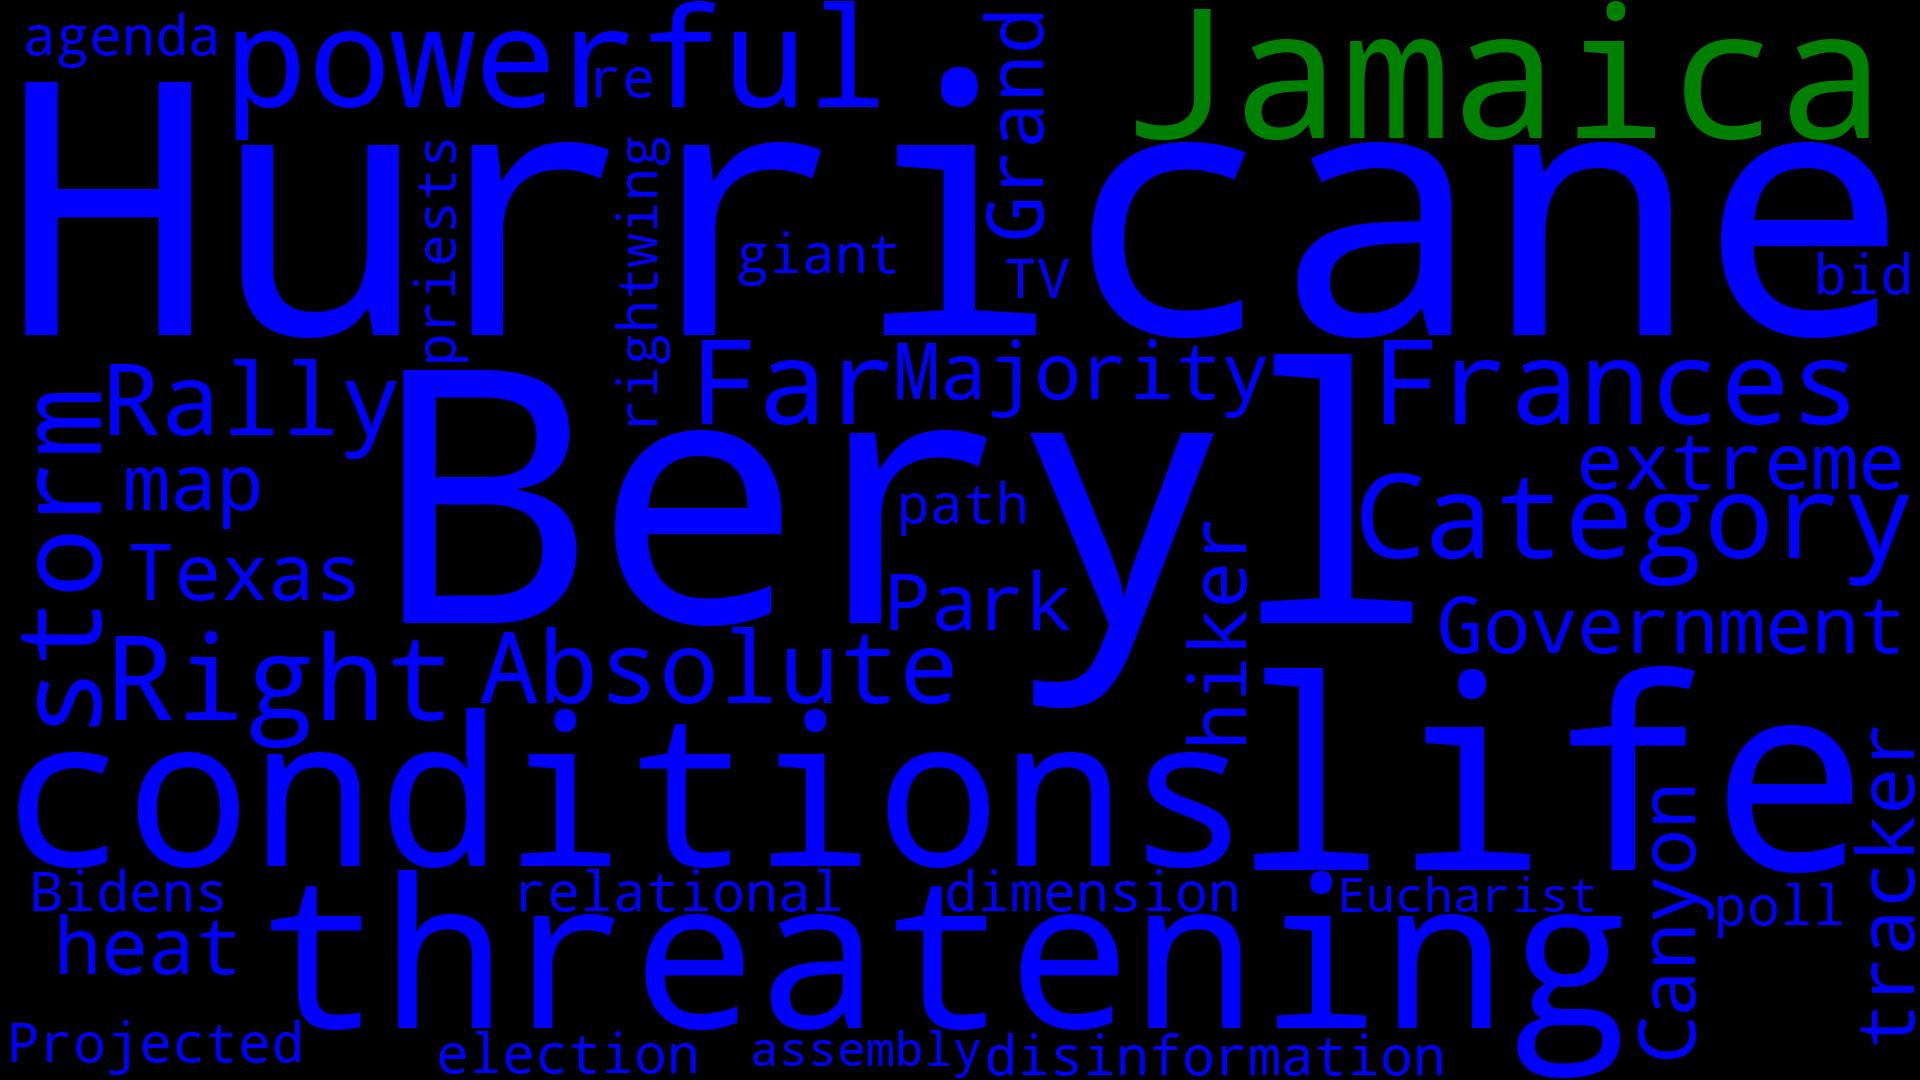 agenda
powerful
re
Grand
Jamaica
Hurricane
priests
rightwing
giant
TV
bid
storm
Rally
Far
Majority
Frances
map
Beryl
path
extreme
Category
Texas
Park
hiker
Government
Right
Absolute
conditions
life
Canyon
tracker
Bidens
relational
dimension
Eucharist
poll
heat
threatening
Projected
election
assembly
disinformation